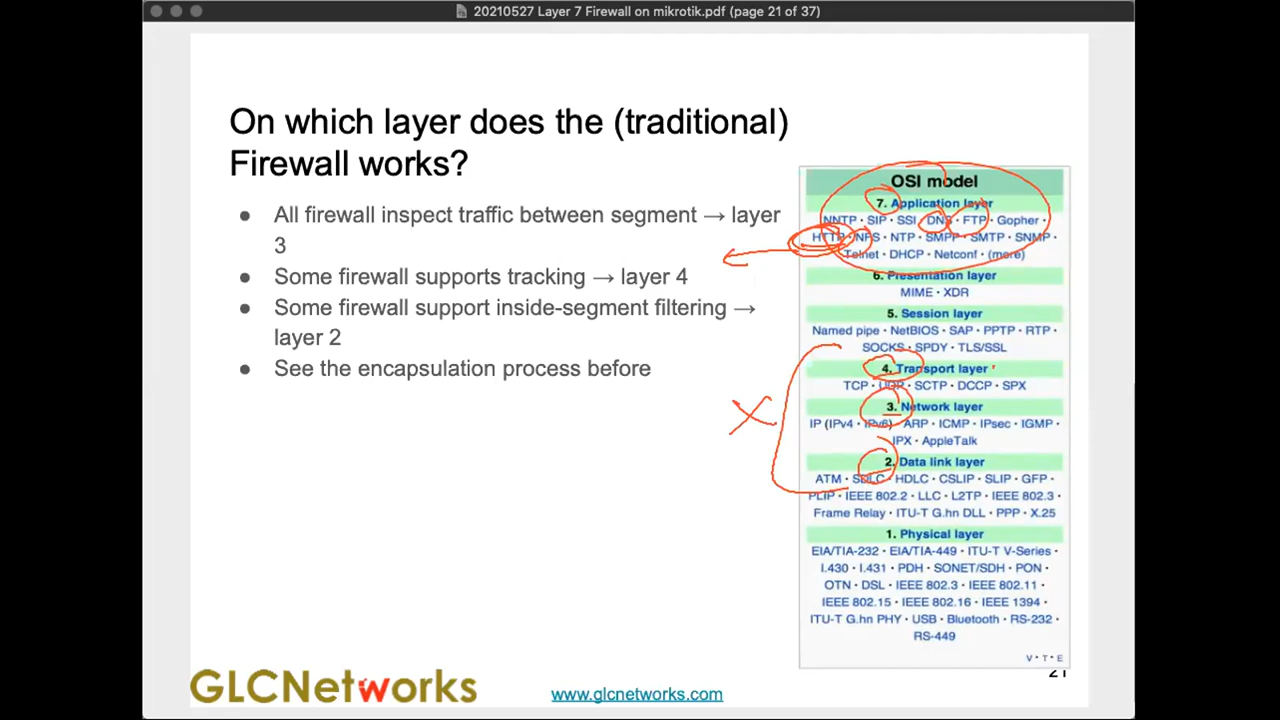 20210527 Layer 7 Firewall on mikrotik.pdf (page 21 of 37)
On which layer does the (traditional)
Firewall works?
● All firewall inspect traffic between segment → layer
3
● Some firewall supports tracking → layer 4
● Some firewall support inside-segment filtering →
layer 2
● See the encapsulation process before
OSI model
7. Application layer
NNTP · SIP · SSI · DNS · FTP · Gopher ·
HTTP · NFS · NTP · SMPP · SMTP · SNMP ·
Telnet · DHCP · Netconf · (more)
6. Presentation layer
MIME · XDR
5. Session layer
Named pipe · NetBIOS · SAP · PPTP · RTP ·
SOCKS · SPDY · TLS/SSL
4. Transport layer
TCP · UDP · SCTP · DCCP · SPX
3. Network layer
IP (IPv4 · IPv6) · ARP · ICMP · IPsec · IGMP ·
IPX · AppleTalk
2. Data link layer
ATM · SDLC · HDLC · CSLIP · SLIP · GFP ·
PLIP · IEEE 802.2 · LLC · L2TP · IEEE 802.3 ·
Frame Relay · ITU-T G.hn DLL · PPP · X.25
1. Physical layer
EIA/TIA-232 · EIA/TIA-449 · ITU-T V-Series ·
I.430 · I.431 · PDH · SONET/SDH · PON ·
OTN · DSL · IEEE 802.3 · IEEE 802.11 ·
IEEE 802.15 · IEEE 802.16 · IEEE 1394 ·
ITU-T G.hn PHY · USB · Bluetooth · RS-232 ·
RS-449
V · T · E
X
GLCNetworks
www.glcnetworks.com
21